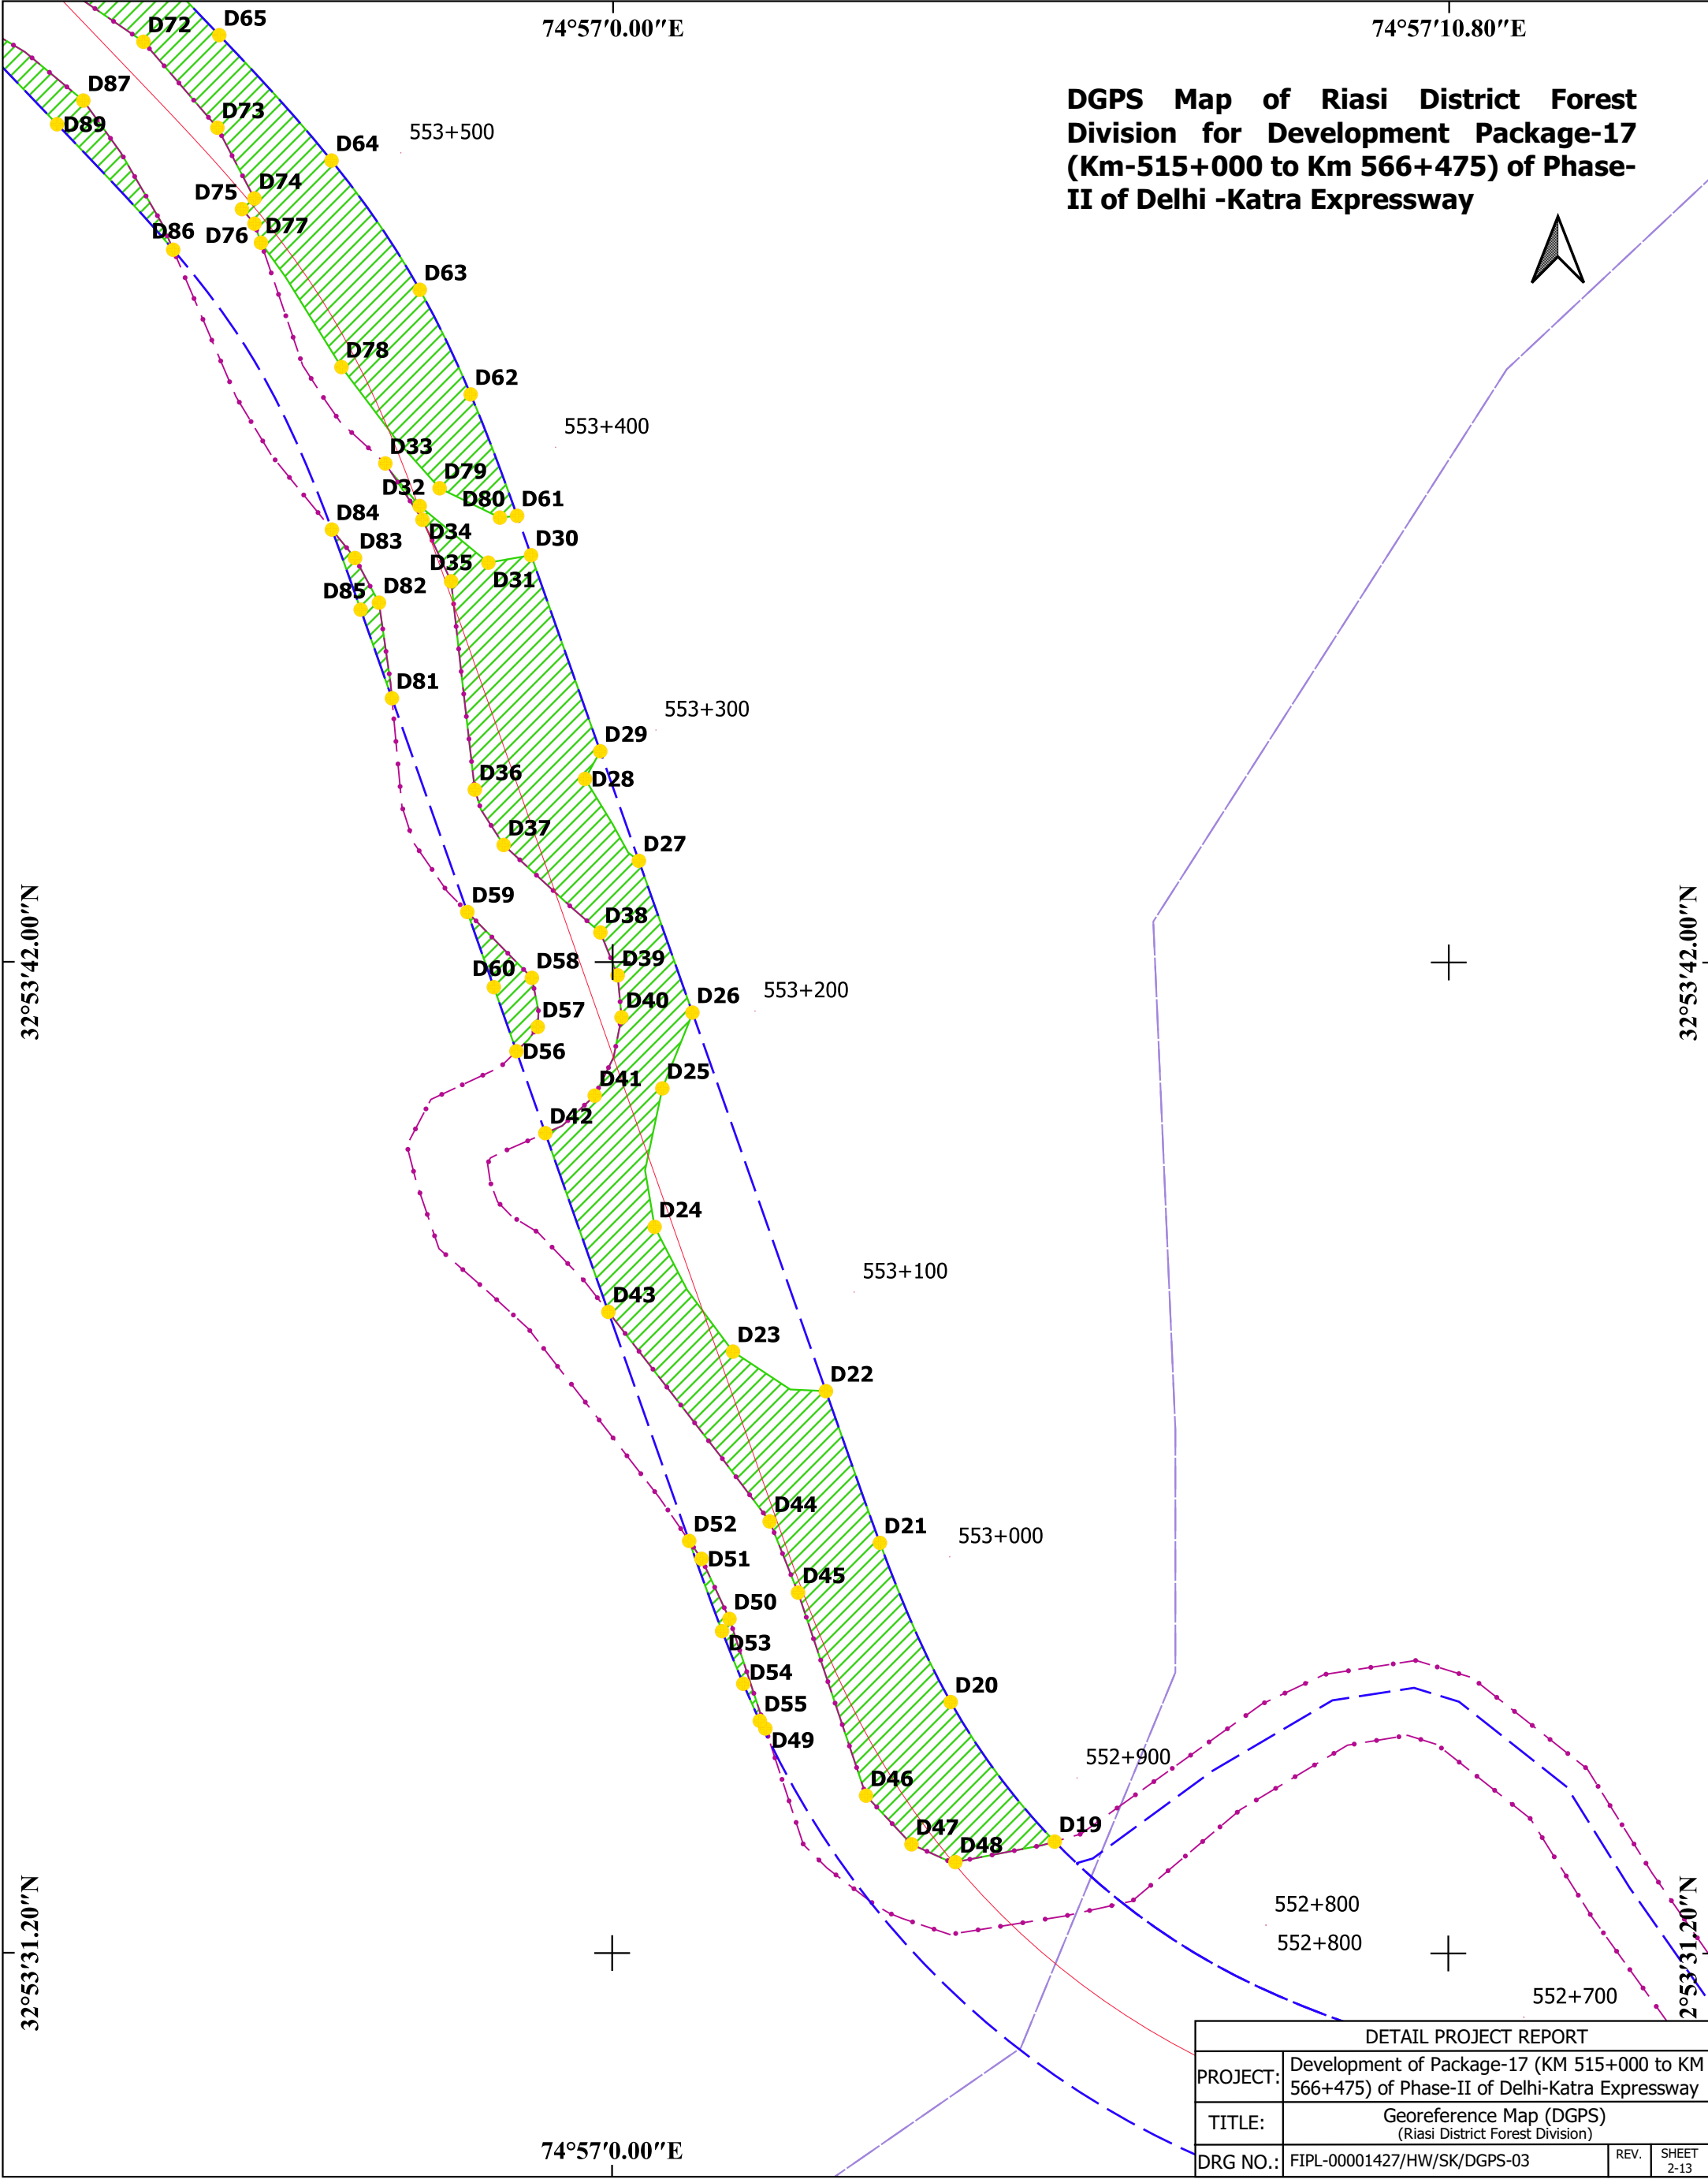 74°57′0.00″E
74°57′10.80″E
DGPS Map of Riasi District Forest
Division for Development Package-17
(Km-515+000 to Km 566+475) of Phase-
II of Delhi -Katra Expressway
D72
D65
D87
D89
D73
D64
553+500
D75
D74
D86
D76
D77
D63
D78
D62
553+400
D33
D79
D32
D80
D61
D84
D34
D83
D30
D35
D31
D85
D82
D81
553+300
D29
D36
D28
D37
D27
D59
D38
32°53′42.00″N
32°53′42.00″N
D58
D39
D60
553+200
D57
D40
D26
D56
D41
D25
D42
D24
553+100
D43
D23
D22
D44
D52
D21
553+000
D51
D45
D50
D53
D54
D20
D55
D49
552+900
D46
D47
D48
D19
552+800
32°53′31.20″N
2°53′31.20″N
552+800
552+700
74°57′0.00″E
DETAIL PROJECT REPORT
PROJECT:
Development of Package-17 (KM 515+000 to KM
566+475) of Phase-II of Delhi-Katra Expressway
TITLE:
Georeference Map (DGPS)
(Riasi District Forest Division)
DRG NO.:
FIPL-00001427/HW/SK/DGPS-03
REV.
SHEET
2-13